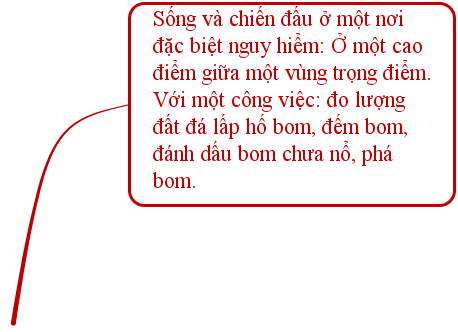 Sống và chiến đấu ở một nơi
đặc biệt nguy hiểm: Ở một cao
điểm giữa một vùng trọng điểm.
Với một công việc: đo lượng
đất đá lấp hố bom, đếm bom,
đánh dấu bom chưa nổ, phá
bom.